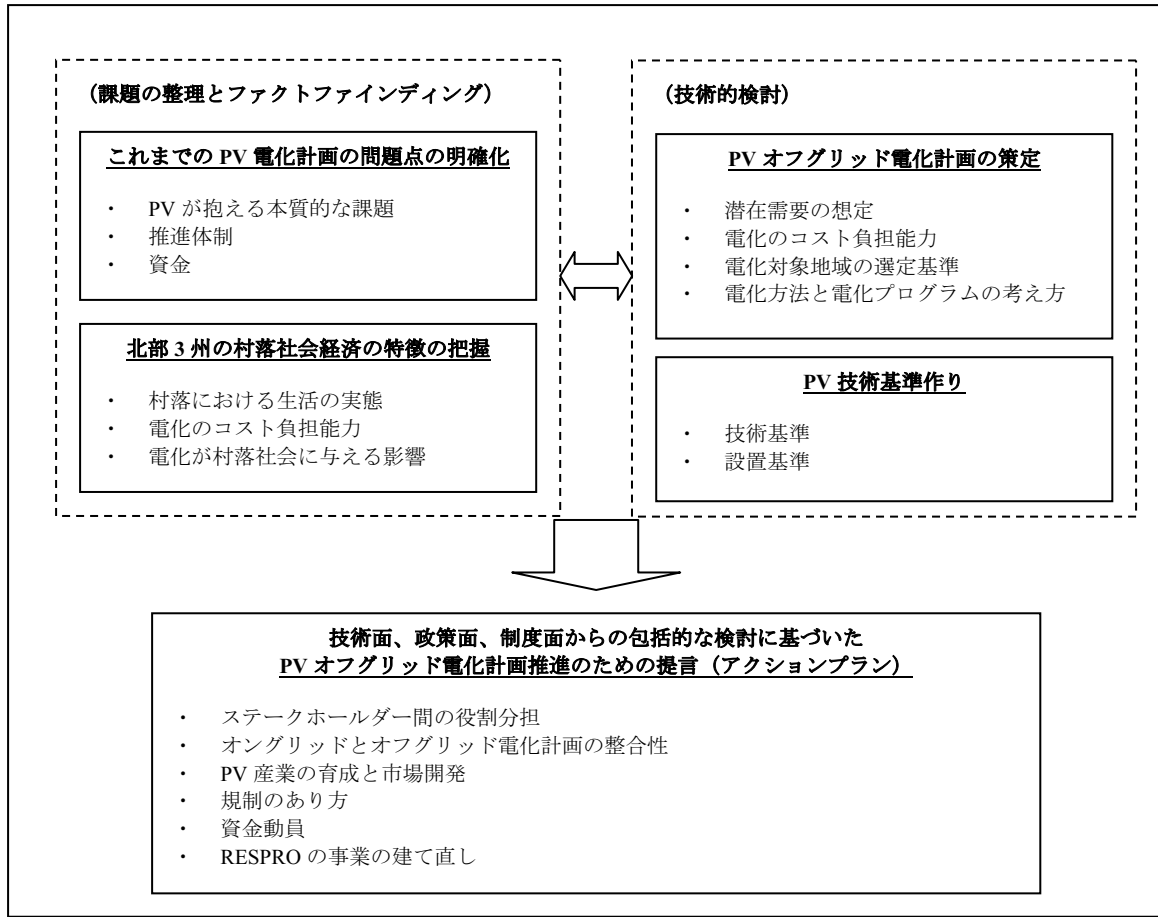 (課題の整理とファクトファインディング)
これまでの PV 電化計画の問題点の明確化
・ PV が抱える本質的な課題
・ 推進体制
・ 資金
北部 3 州の村落社会経済の特徴の把握
・ 村落における生活の実態
・ 電化のコスト負担能力
・ 電化が村落社会に与える影響
(技術的検討)
PV オフグリッド電化計画の策定
・ 潜在需要の想定
・ 電化のコスト負担能力
・ 電化対象地域の選定基準
・ 電化方法と電化プログラムの考え方
PV 技術基準作り
・ 技術基準
・ 設置基準
技術面、政策面、制度面からの包括的な検討に基づいた
PV オフグリッド電化計画推進のための提言(アクションプラン)
・ ステークホールダー間の役割分担
・ オングリッドとオフグリッド電化計画の整合性
・ PV 産業の育成と市場開発
・ 規制のあり方
・ 資金動員
・ RESPRO の事業の建て直し